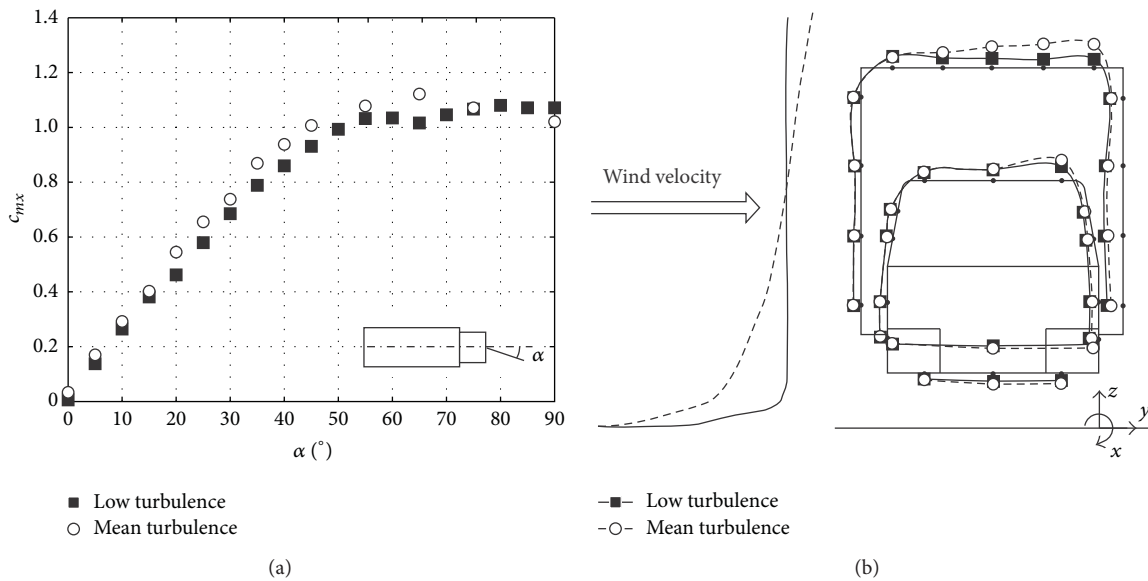 1.4
1.2
1.0
0.8
0.6
0.4
0.2
0
c_mx
0 10 20 30 40 50 60 70 80 90
α (°)
α
Low turbulence
Mean turbulence
(a)
Wind velocity
z
y
x
Low turbulence
Mean turbulence
(b)